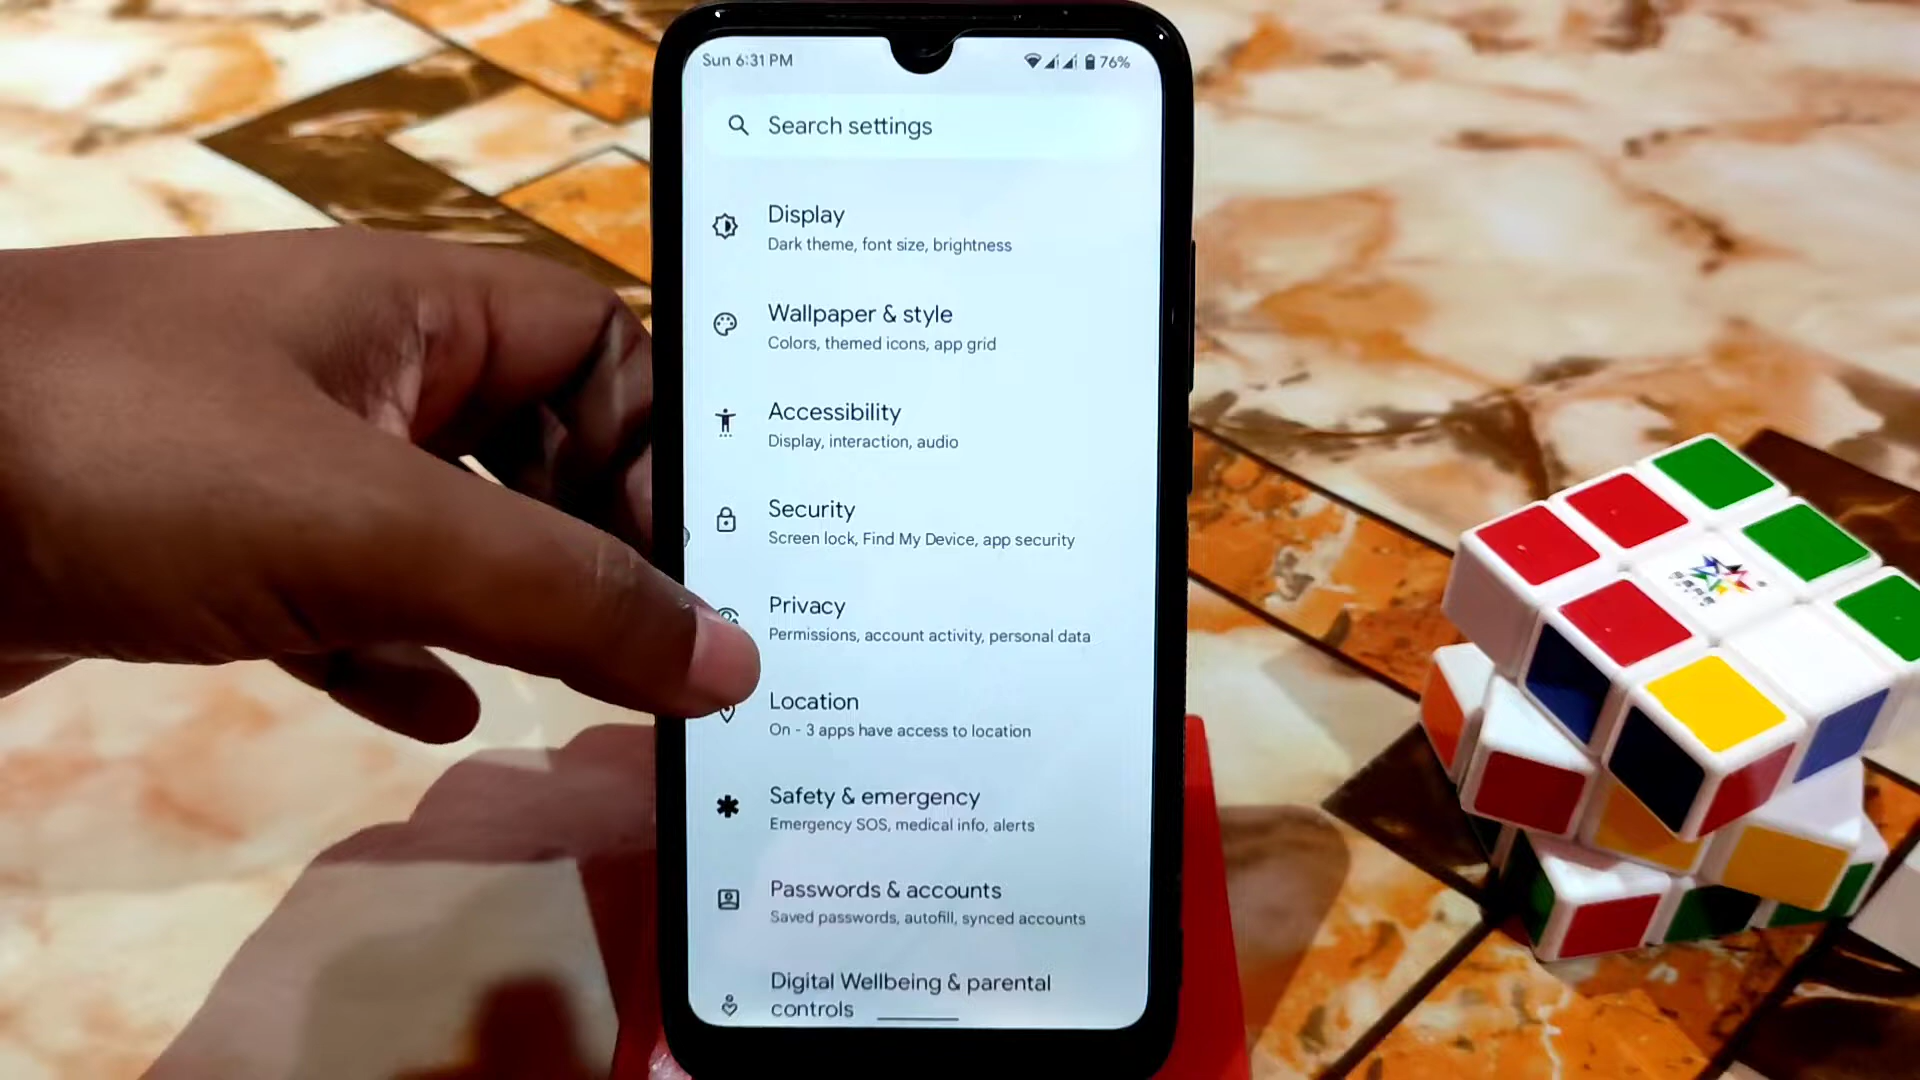 Sun 6:31 PM
76%
Search settings
Display
Dark theme, font size, brightness
Wallpaper & style
Colors, themed icons, app grid
Accessibility
Display, interaction, audio
Security
Screen lock, Find My Device, app security
Privacy
Permissions, account activity, personal data
Location
On - 3 apps have access to location
Safety & emergency
Emergency SOS, medical info, alerts
Passwords & accounts
Saved passwords, autofill, synced accounts
Digital Wellbeing & parental
controls